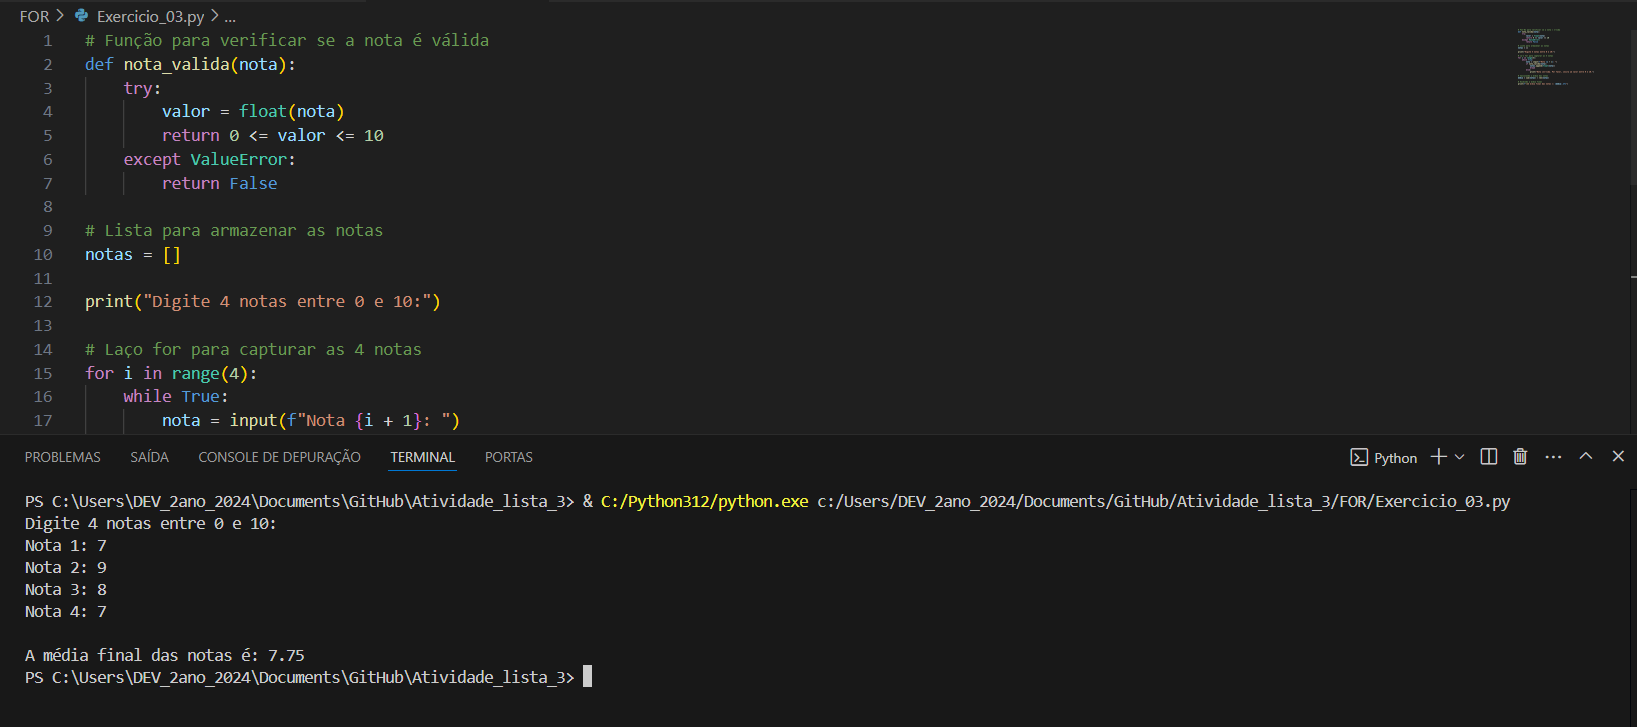 FOR > Exercicio_03.py > ...
1 # Função para verificar se a nota é válida
2 def nota_valida(nota):
3     try:
4         valor = float(nota)
5         return 0 <= valor <= 10
6     except ValueError:
7         return False
8
9 # Lista para armazenar as notas
10 notas = []
11
12 print("Digite 4 notas entre 0 e 10:")
13
14 # Laço for para capturar as 4 notas
15 for i in range(4):
16     while True:
17         nota = input(f"Nota {i + 1}: ")
PROBLEMAS SAÍDA CONSOLE DE DEPURAÇÃO TERMINAL PORTAS Python
PS C:\Users\DEV_2ano_2024\Documents\GitHub\Atividade_lista_3> & C:/Python312/python.exe c:/Users/DEV_2ano_2024/Documents/GitHub/Atividade_lista_3/FOR/Exercicio_03.py
Digite 4 notas entre 0 e 10:
Nota 1: 7
Nota 2: 9
Nota 3: 8
Nota 4: 7
A média final das notas é: 7.75
PS C:\Users\DEV_2ano_2024\Documents\GitHub\Atividade_lista_3>